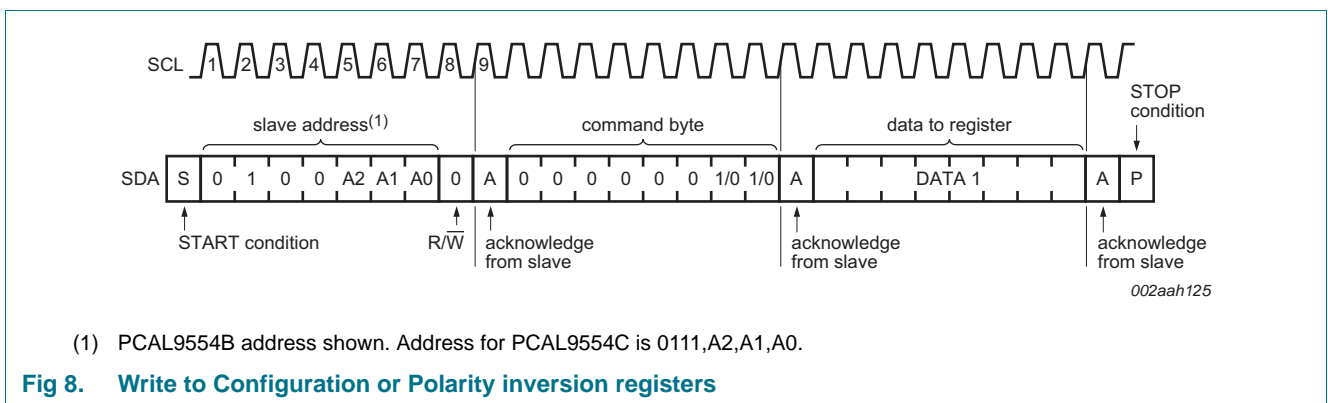 SCL 1 2 3 4 5 6 7 8 9
STOP condition
slave address(1) command byte data to register
SDA S 0 1 0 0 A2 A1 A0 0 A 0 0 0 0 0 0 1/0 1/0 A DATA 1 A P
START condition R/W̅ acknowledge from slave acknowledge from slave acknowledge from slave
002aah125
(1) PCAL9554B address shown. Address for PCAL9554C is 0111,A2,A1,A0.
Fig 8. Write to Configuration or Polarity inversion registers